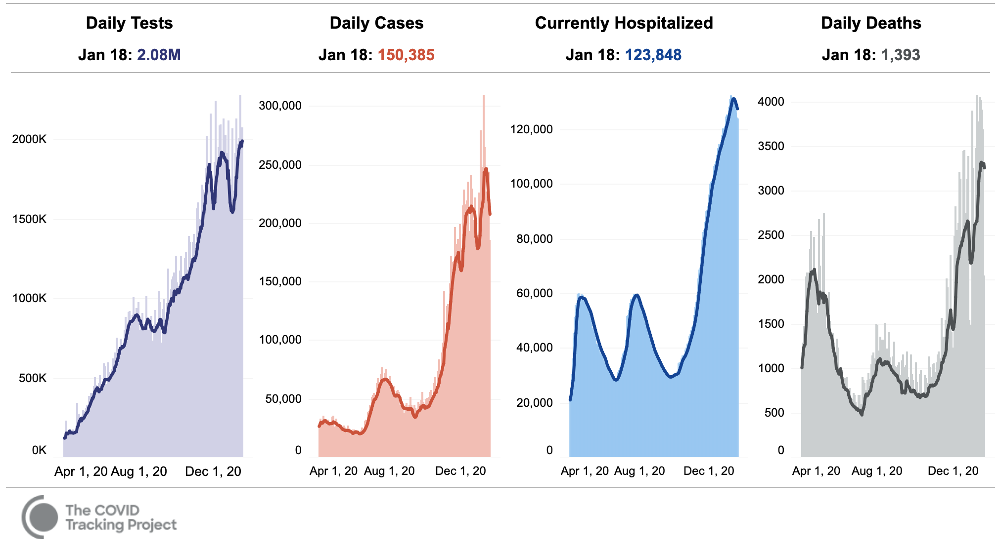 Daily Tests
Jan 18: 2.08M
2000K
1500K
1000K
500K
0K
Apr 1, 20 Aug 1, 20 Dec 1, 20
Daily Cases
Jan 18: 150,385
300,000
250,000
200,000
150,000
100,000
50,000
0
Apr 1, 20 Aug 1, 20 Dec 1, 20
Currently Hospitalized
Jan 18: 123,848
120,000
100,000
80,000
60,000
40,000
20,000
0
Apr 1, 20 Aug 1, 20 Dec 1, 20
Daily Deaths
Jan 18: 1,393
4000
3500
3000
2500
2000
1500
1000
500
0
Apr 1, 20 Aug 1, 20 Dec 1, 20
The COVID
Tracking Project